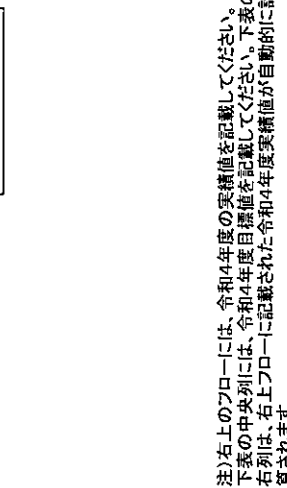 注)右上のフローには、令和4年度の実績値を記載してください。
下表の中央列には、令和4年度目標値を記載してください。下表の
右列は、右上フローに記載された令和4年度実績値が自動的に計
算されます。